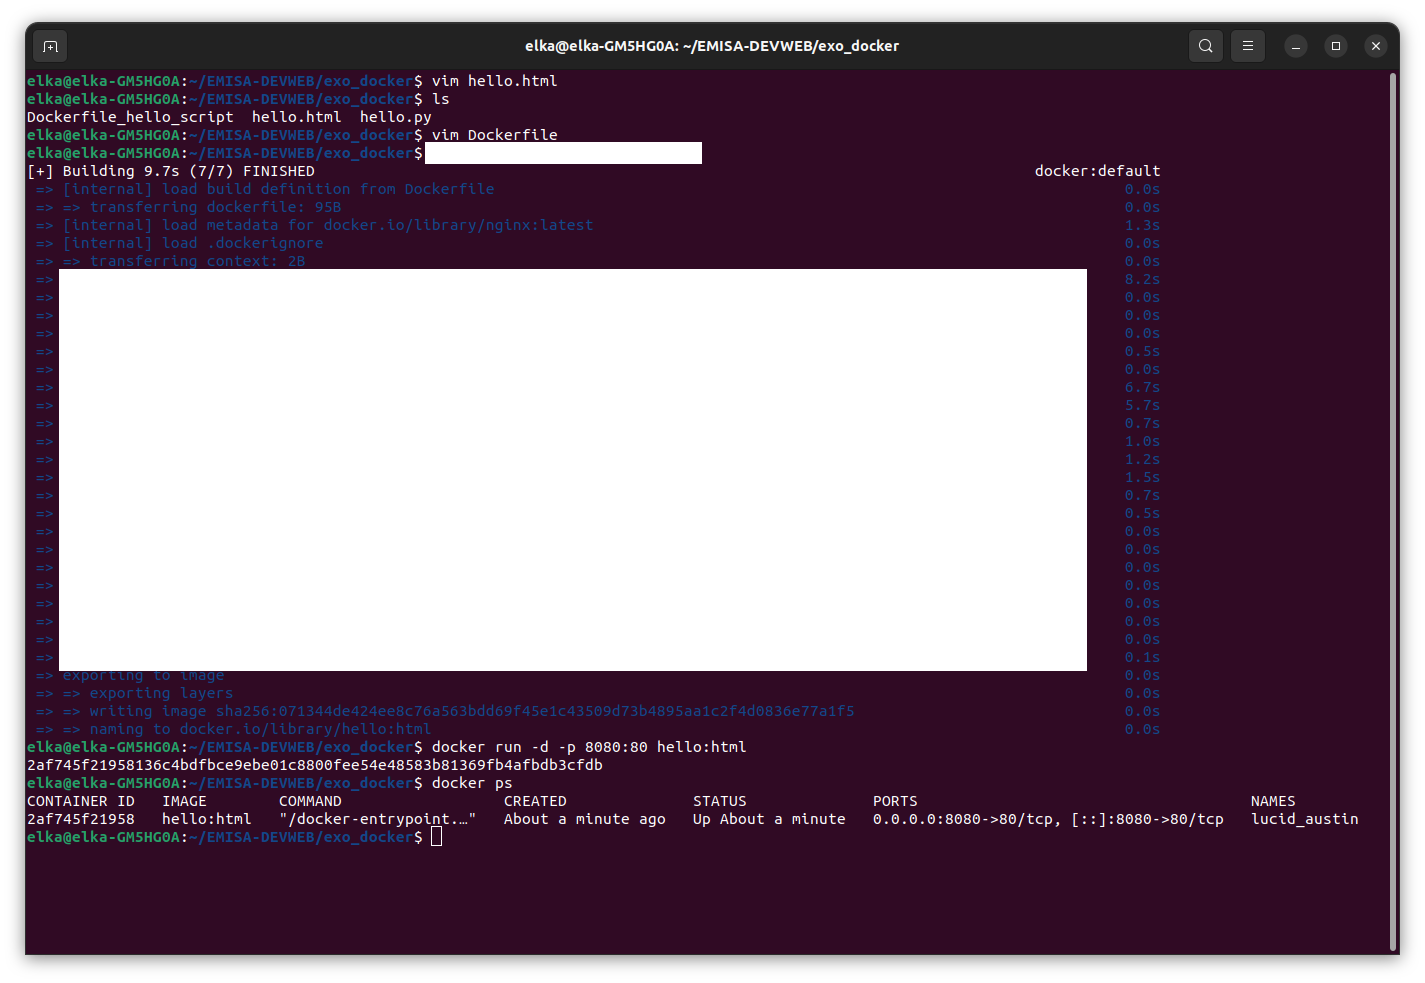 elka@elka-GM5HG0A: ~/EMISA-DEVWEB/exo_docker
elka@elka-GM5HG0A:~/EMISA-DEVWEB/exo_docker$ vim hello.html
elka@elka-GM5HG0A:~/EMISA-DEVWEB/exo_docker$ ls
Dockerfile_hello_script  hello.html  hello.py
elka@elka-GM5HG0A:~/EMISA-DEVWEB/exo_docker$ vim Dockerfile
elka@elka-GM5HG0A:~/EMISA-DEVWEB/exo_docker$
[+] Building 9.7s (7/7) FINISHED docker:default
=> [internal] load build definition from Dockerfile 0.0s
=> => transferring dockerfile: 95B 0.0s
=> [internal] load metadata for docker.io/library/nginx:latest 1.3s
=> [internal] load .dockerignore 0.0s
=> => transferring context: 2B 0.0s
=> 8.2s
=> 0.0s
=> 0.0s
=> 0.0s
=> 0.5s
=> 0.0s
=> 6.7s
=> 5.7s
=> 0.7s
=> 1.0s
=> 1.2s
=> 1.5s
=> 0.7s
=> 0.5s
=> 0.0s
=> 0.0s
=> 0.0s
=> 0.0s
=> 0.0s
=> 0.0s
=> 0.0s
=> 0.1s
=> exporting to image 0.0s
=> => exporting layers 0.0s
=> => writing image sha256:071344de424ee8c76a563bdd69f45e1c43509d73b4895aa1c2f4d0836e77a1f5 0.0s
=> => naming to docker.io/library/hello:html 0.0s
elka@elka-GM5HG0A:~/EMISA-DEVWEB/exo_docker$ docker run -d -p 8080:80 hello:html
2af745f21958136c4bdfbce9ebe01c8800fee54e48583b81369fb4afbdb3cfdb
elka@elka-GM5HG0A:~/EMISA-DEVWEB/exo_docker$ docker ps
CONTAINER ID   IMAGE        COMMAND                  CREATED              STATUS              PORTS                                     NAMES
2af745f21958   hello:html   "/docker-entrypoint.…"   About a minute ago   Up About a minute   0.0.0.0:8080->80/tcp, [::]:8080->80/tcp   lucid_austin
elka@elka-GM5HG0A:~/EMISA-DEVWEB/exo_docker$